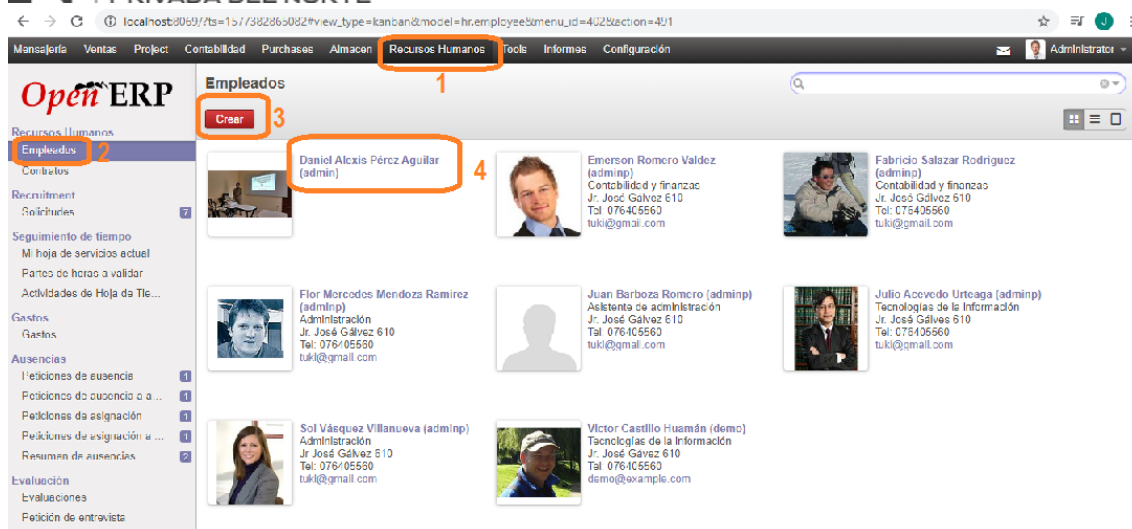 PRIVADA DEL NORTE
localhost:8069/?ts=1577382865082#view_type=kanban&model=hr.employee&menu_id=402&action=491
J
Mensajería Ventas Project Contabilidad Purchases Almacen Recursos Humanos Tools Informes Configuración Administrator
1
Open ERP
Empleados
Crear 3
Recursos Humanos
Empleados 2
Contratos
Recruitment
Solicitudes 7
Seguimiento de tiempo
Mi hoja de servicios actual
Partes de horas a validar
Actividades de Hoja de Tie...
Gastos
Gastos
Ausencias
Peticiones de ausencia 1
Peticiones de ausencia a a... 1
Peticiones de asignación 1
Peticiones de asignación a ... 1
Resumen de ausencias 2
Evaluación
Evaluaciones
Petición de entrevista
Daniel Alexis Pérez Aguilar
(admin)
4
Emerson Romero Valdez
(adminp)
Contabilidad y finanzas
Jr. José Gálvez 610
Tel: 076405560
tuki@gmail.com
Fabricio Salazar Rodriguez
(adminp)
Contabilidad y finanzas
Jr. José Gálvez 610
Tel: 076405560
tuki@gmail.com
Flor Mercedes Mendoza Ramirez
(adminp)
Administración
Jr. José Gálvez 610
Tel: 076405560
tuki@gmail.com
Juan Barboza Romero (adminp)
Asistente de administración
Jr. José Gálvez 610
Tel: 076405560
tuki@gmail.com
Julio Acevedo Urteaga (adminp)
Tecnologías de la Información
Jr. José Gálves 610
Tel: 076405560
tuki@gmail.com
Sol Vásquez Villanueva (adminp)
Administración
Jr José Gálvez 610
Tel: 076405560
tuki@gmail.com
Victor Castillo Huamán (demo)
Tecnologías de la Información
Jr. José Gávez 610
Tel: 076405560
demo@example.com